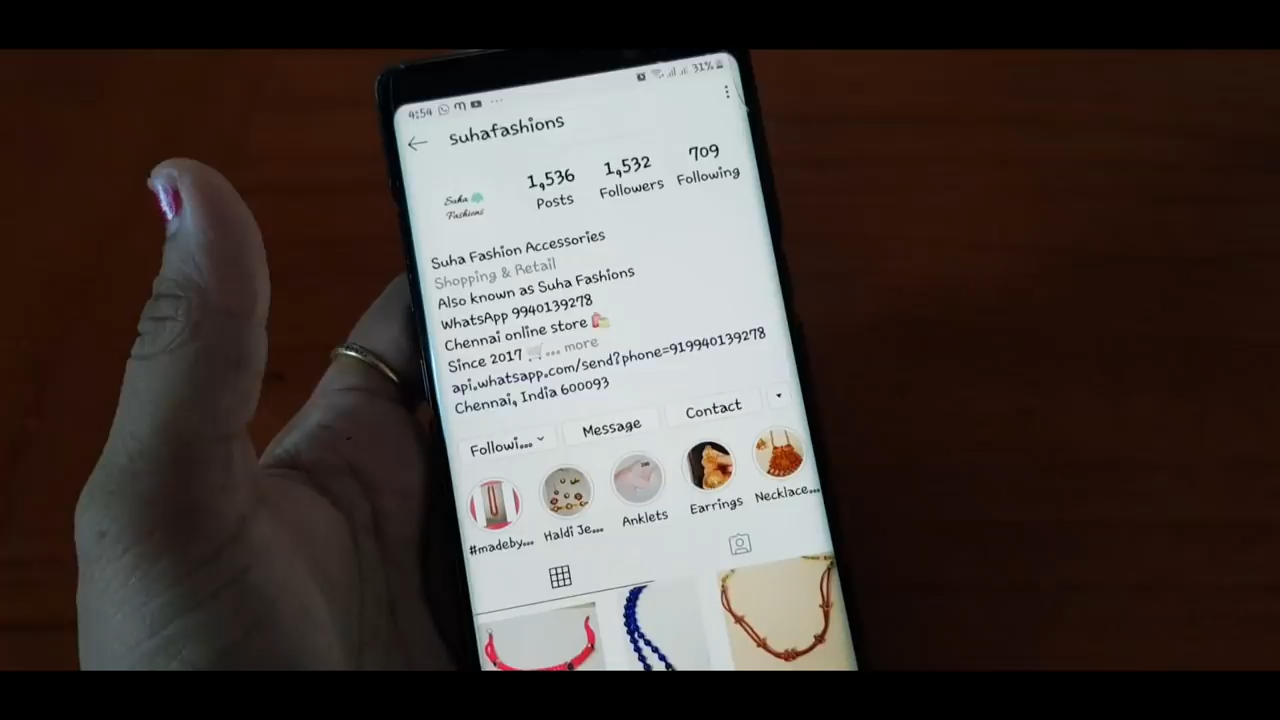 4:54 ... 31%
suhafashions
Suha
Fashions
1,536 1,532 709
Posts Followers Following
Suha Fashion Accessories
Shopping & Retail
Also known as Suha Fashions
WhatsApp 9940139278
Chennai online store 🛍️
Since 2017 🛒... more
api.whatsapp.com/send?phone=919940139278
Chennai, India 600093
Followi... Message Contact
#madeby... Haldi Je... Anklets Earrings Necklace...